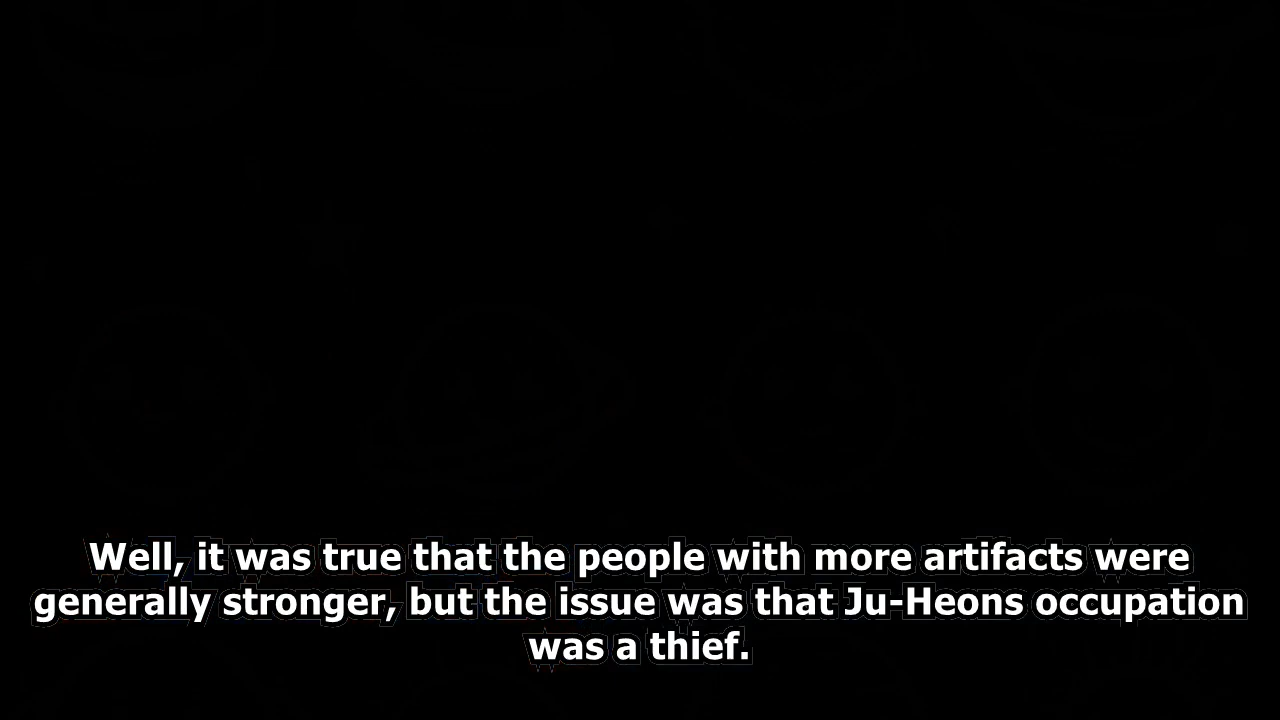 Well, it was true that the people with more artifacts were
generally stronger, but the issue was that Ju-Heons occupation
was a thief.